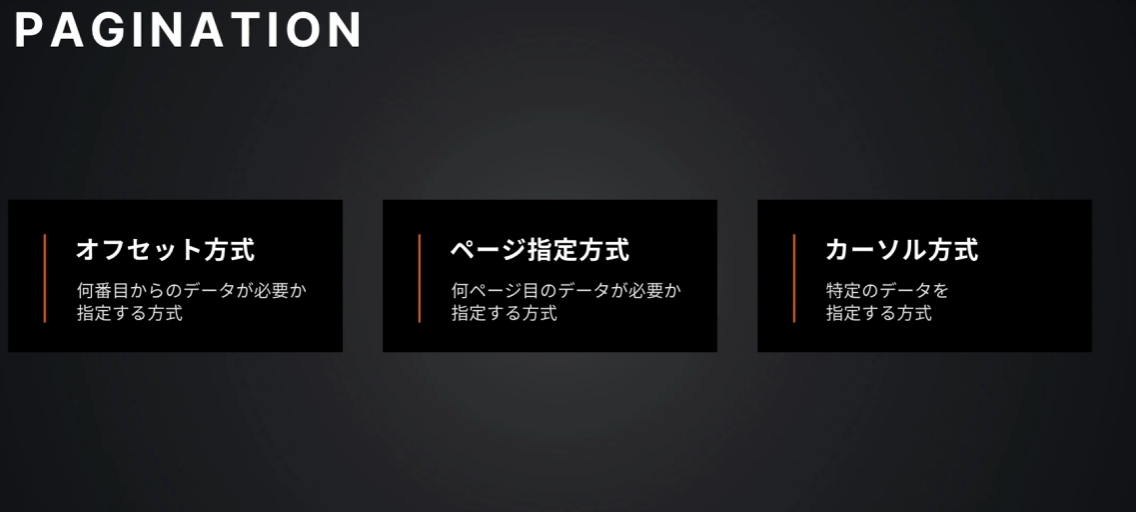 PAGINATION
オフセット方式
何番目からのデータが必要か
指定する方式
ページ指定方式
何ページ目のデータが必要か
指定する方式
カーソル方式
特定のデータを
指定する方式